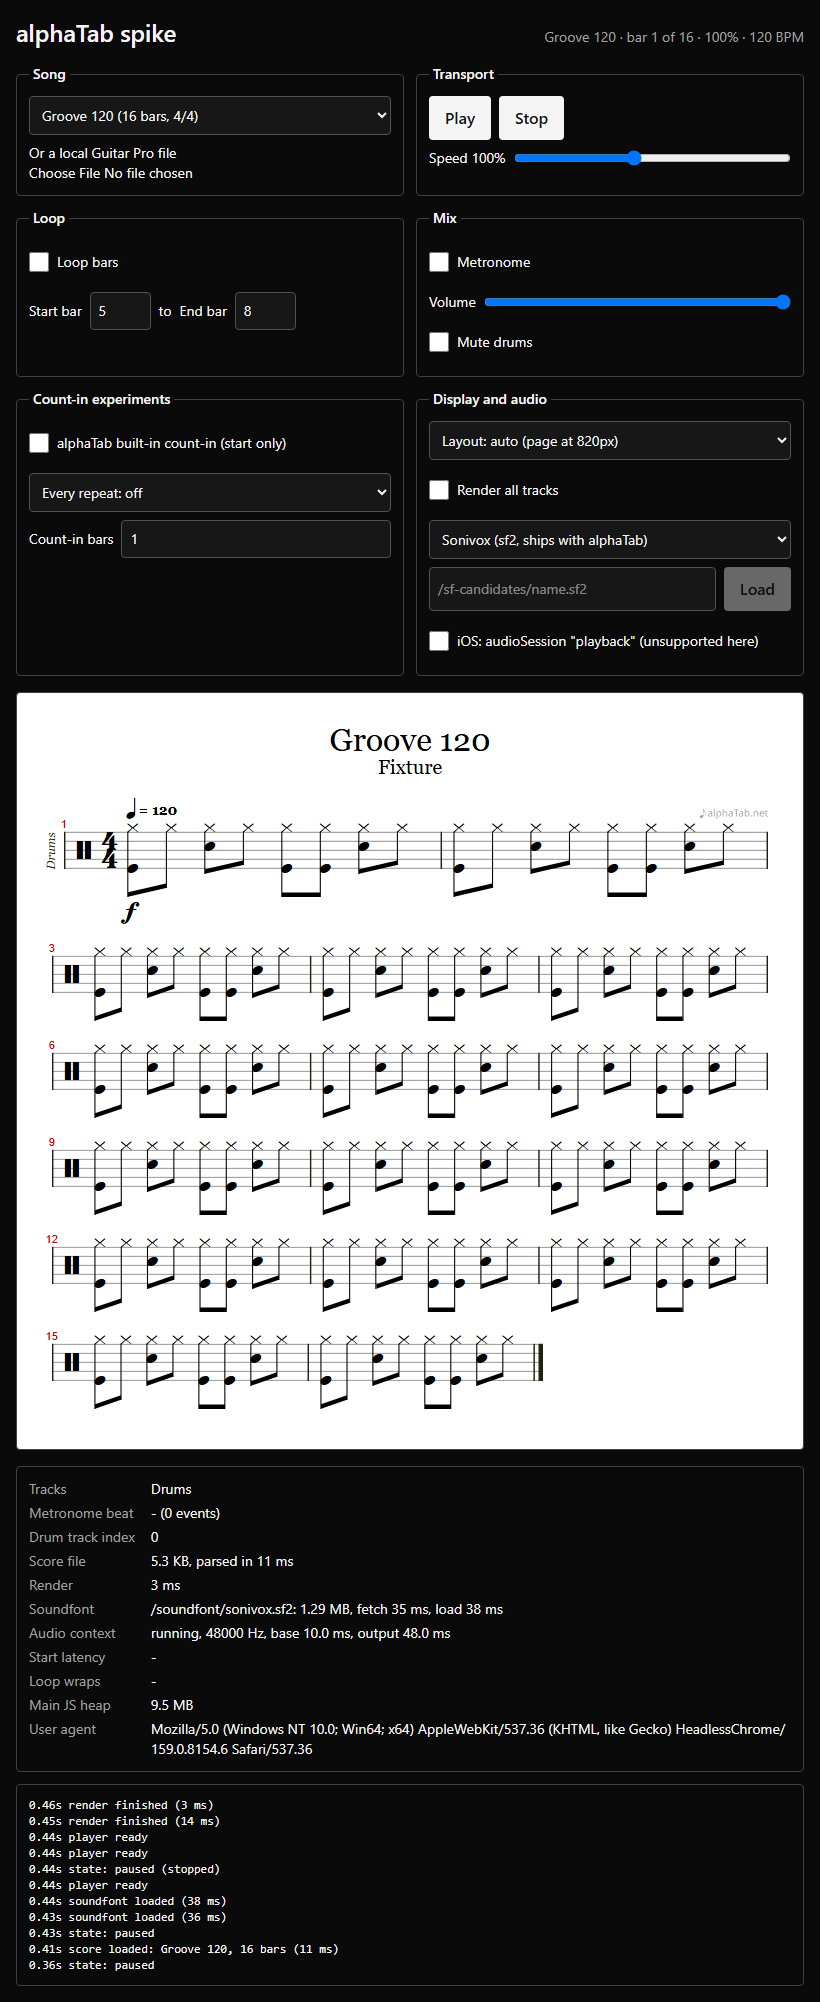 alphaTab spike
Groove 120 · bar 1 of 16 · 100% · 120 BPM
Song
Groove 120 (16 bars, 4/4)
Or a local Guitar Pro file
Choose File No file chosen
Transport
Play
Stop
Speed 100%
Loop
Loop bars
Start bar 5 to End bar 8
Mix
Metronome
Volume
Mute drums
Count-in experiments
alphaTab built-in count-in (start only)
Every repeat: off
Count-in bars 1
Display and audio
Layout: auto (page at 820px)
Render all tracks
Sonivox (sf2, ships with alphaTab)
/sf-candidates/name.sf2
Load
iOS: audioSession "playback" (unsupported here)
Groove 120
Fixture
= 120
♪alphaTab.net
1
Drums
4
4
f
3
6
9
12
15
Tracks Drums
Metronome beat - (0 events)
Drum track index 0
Score file 5.3 KB, parsed in 11 ms
Render 3 ms
Soundfont /soundfont/sonivox.sf2: 1.29 MB, fetch 35 ms, load 38 ms
Audio context running, 48000 Hz, base 10.0 ms, output 48.0 ms
Start latency -
Loop wraps -
Main JS heap 9.5 MB
User agent Mozilla/5.0 (Windows NT 10.0; Win64; x64) AppleWebKit/537.36 (KHTML, like Gecko) HeadlessChrome/
159.0.8154.6 Safari/537.36
0.46s render finished (3 ms)
0.45s render finished (14 ms)
0.44s player ready
0.44s player ready
0.44s state: paused (stopped)
0.44s player ready
0.44s soundfont loaded (38 ms)
0.43s soundfont loaded (36 ms)
0.43s state: paused
0.41s score loaded: Groove 120, 16 bars (11 ms)
0.36s state: paused